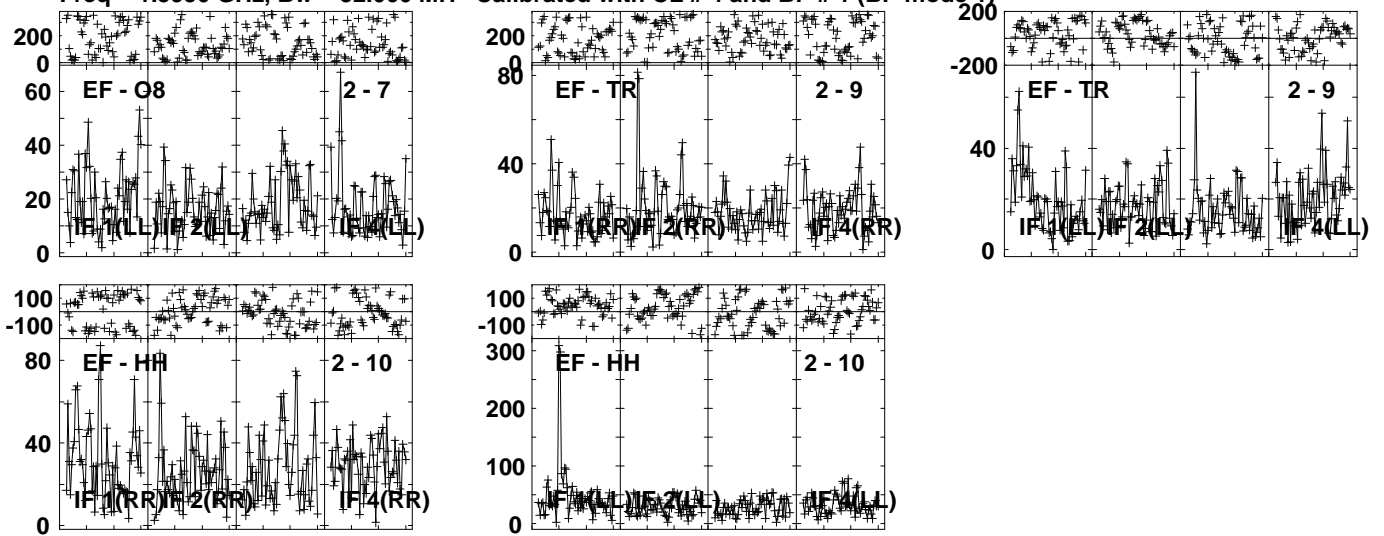 Calibrated with CL # 4 and BP # 1 (BP mode 1)
200
0
200
0
200
-200
EF - O8
2 - 7
60
40
20
0
IF 1(LL) IF 2(LL)
IF 4(LL)
EF - TR
2 - 9
80
40
0
IF 1(RR) IF 2(RR)
IF 4(RR)
EF - TR
2 - 9
40
0
IF 1(LL) IF 2(LL)
IF 4(LL)
100
-100
100
-100
EF - HH
2 - 10
80
40
0
IF 1(RR) IF 2(RR)
IF 4(RR)
EF - HH
2 - 10
300
200
100
0
IF 1(LL) IF 2(LL)
IF 4(LL)